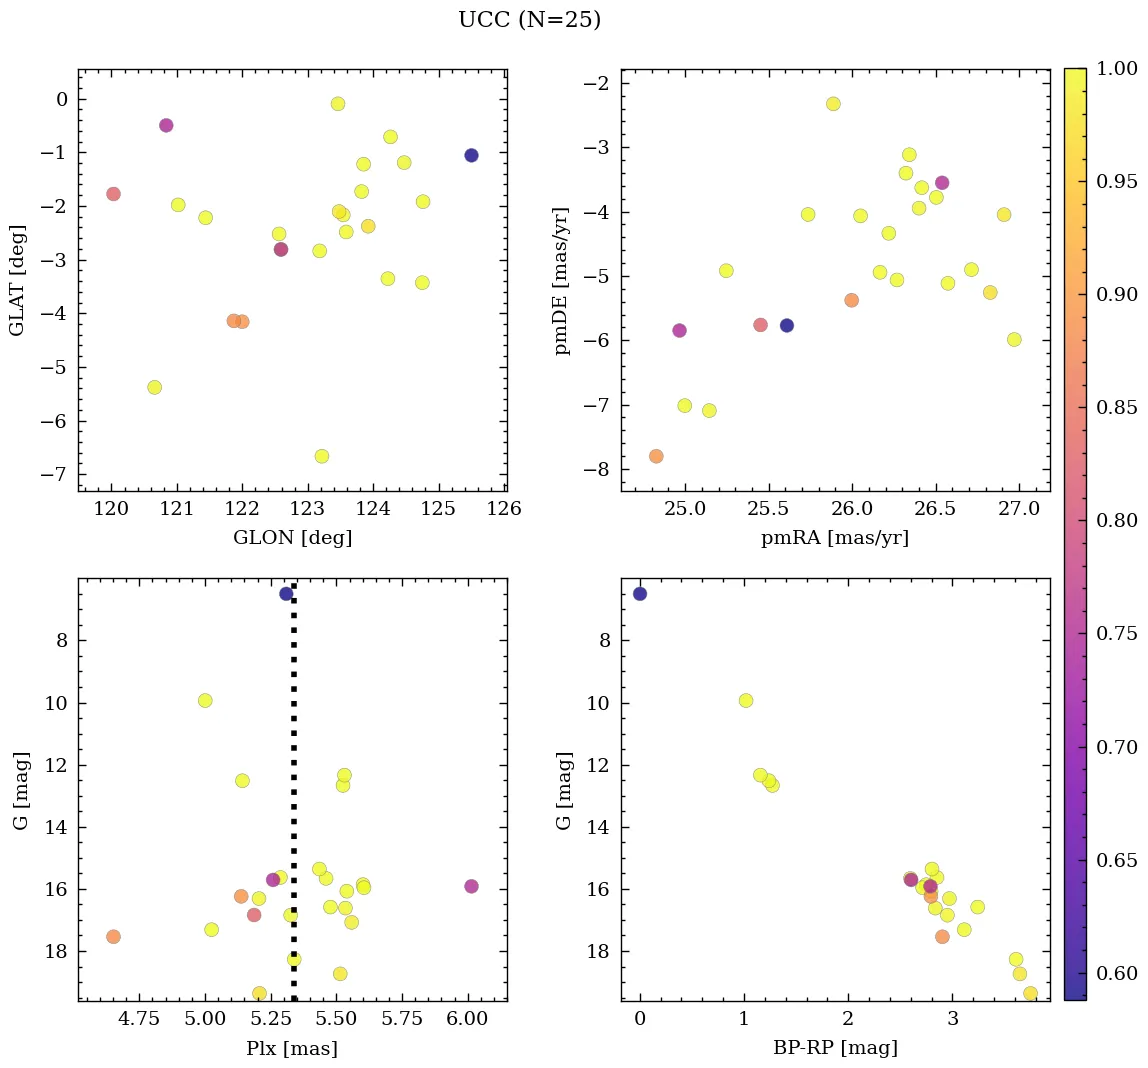 UCC (N=25)
0
−1
−2
−3
−4
−5
−6
−7
GLAT [deg]
120 121 122 123 124 125 126
GLON [deg]
−2
−3
−4
−5
−6
−7
−8
pmDE [mas/yr]
25.0 25.5 26.0 26.5 27.0
pmRA [mas/yr]
8
10
12
14
16
18
G [mag]
4.75 5.00 5.25 5.50 5.75 6.00
Plx [mas]
8
10
12
14
16
18
G [mag]
0 1 2 3
BP-RP [mag]
1.00
0.95
0.90
0.85
0.80
0.75
0.70
0.65
0.60